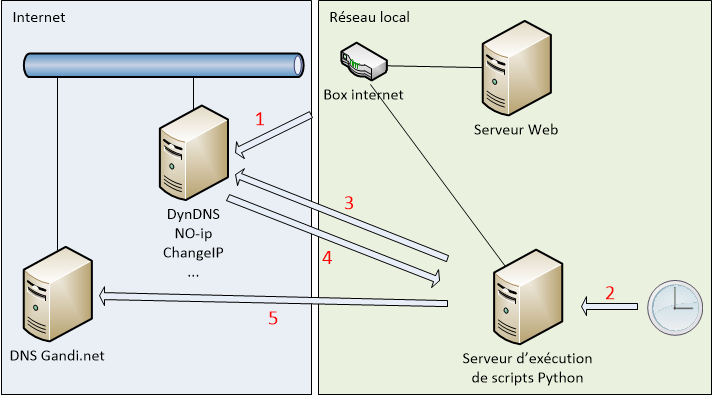 Internet
Réseau local
Box internet
Serveur Web
1
DynDNS
NO-ip
ChangeIP
...
3
4
2
5
DNS Gandi.net
Serveur d’exécution
de scripts Python